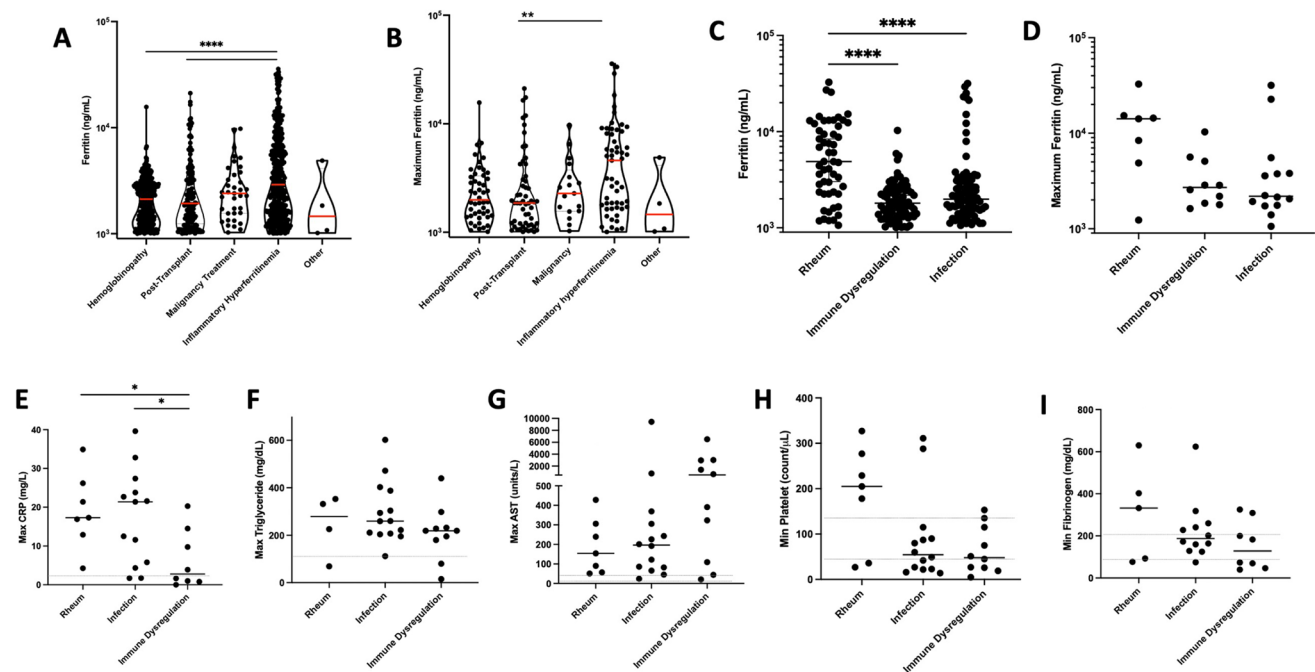 A
Ferritin (ng/mL)
10⁵
10⁴
10³
****
Hemoglobinopathy
Post-Transplant
Malignancy Treatment
Inflammatory Hyperferritinemia
Other
B
Maximum Ferritin (ng/mL)
10⁵
10⁴
10³
**
Hemoglobinopathy
Post-Transplant
Malignancy
Inflammatory hyperferritinemia
Other
C
Ferritin (ng/mL)
10⁵
10⁴
10³
****
****
Rheum
Immune Dysregulation
Infection
D
Maximum Ferritin (ng/mL)
10⁵
10⁴
10³
Rheum
Immune Dysregulation
Infection
E
Max CRP (mg/L)
40
30
20
10
0
*
*
Rheum
Infection
Immune Dysregulation
F
Max Triglyceride (mg/dL)
600
400
200
0
Rheum
Infection
Immune Dysregulation
G
Max AST (units/L)
10000
8000
6000
4000
2000
500
400
300
200
100
0
Rheum
Infection
Immune Dysregulation
H
Min Platelet (count/μL)
400
300
200
100
0
Rheum
Infection
Immune Dysregulation
I
Min Fibrinogen (mg/dL)
800
600
400
200
0
Rheum
Infection
Immune Dysregulation